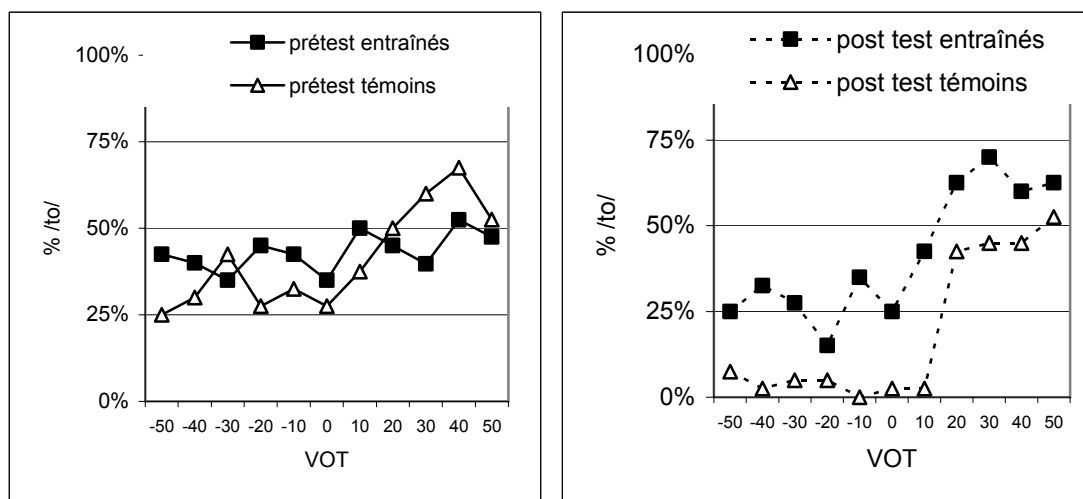 100%
prétest entraînés
prétest témoins
75%
50%
25%
0%
% /to/
-50 -40 -30 -20 -10 0 10 20 30 40 50
VOT
100%
post test entraînés
post test témoins
75%
50%
25%
0%
% /to/
-50 -40 -30 -20 -10 0 10 20 30 40 50
VOT